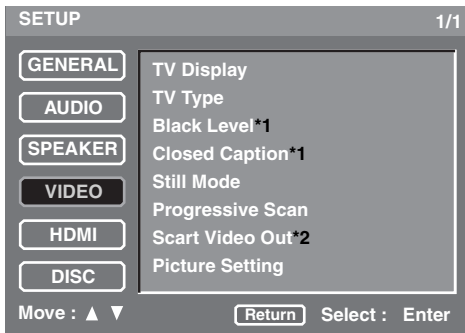 SETUP 1/1
GENERAL
AUDIO
SPEAKER
VIDEO
HDMI
DISC
TV Display
TV Type
Black Level*1
Closed Caption*1
Still Mode
Progressive Scan
Scart Video Out*2
Picture Setting
Move : ▲ ▼ Return Select : Enter